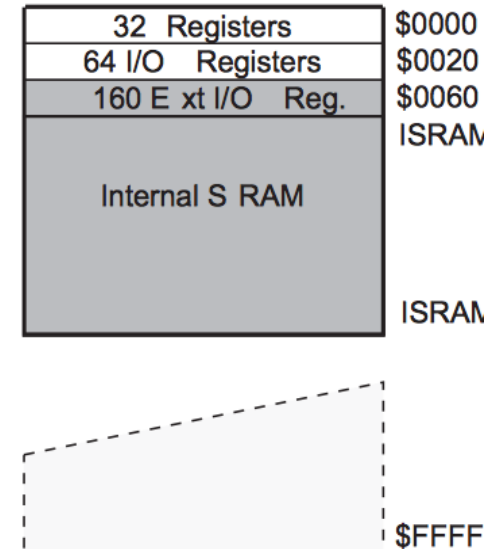 32 Registers $0000
64 I/O Registers $0020
160 E xt I/O Reg. $0060
ISRAM
Internal S RAM
ISRAM
$FFFF